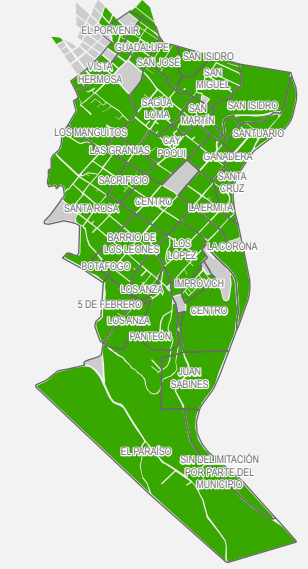 EL PORVENIR
GUADALUPE
SAN JOSÉ
SAN ISIDRO
VISTA
HERMOSA
SAN
MIGUEL
SAGUA
LOMA
SAN
MARTÍN
SAN ISIDRO
LOS MANGUITOS
CAY
POQUI
SANTUARIO
LAS GRANJAS
GANADERA
SACRIFICIO
SANTA
CRUZ
SANTA ROSA
CENTRO
LA ERMITA
BARRIO DE
LOS LEONES
LOS
LÓPEZ
LA CORONA
BOTAFOGO
LOS ANZA
IMPROVICH
5 DE FEBRERO
CENTRO
LOS ANZA
PANTEÓN
JUAN
SABINES
EL PARAÍSO
SIN DELIMITACIÓN
POR PARTE DEL
MUNICIPIO